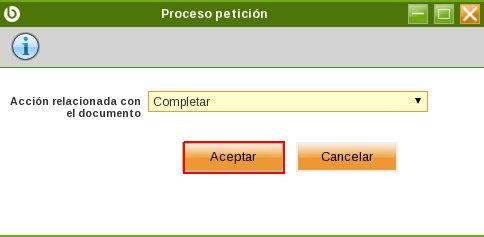 Proceso petición
Acción relacionada con
el documento
Completar
Aceptar
Cancelar